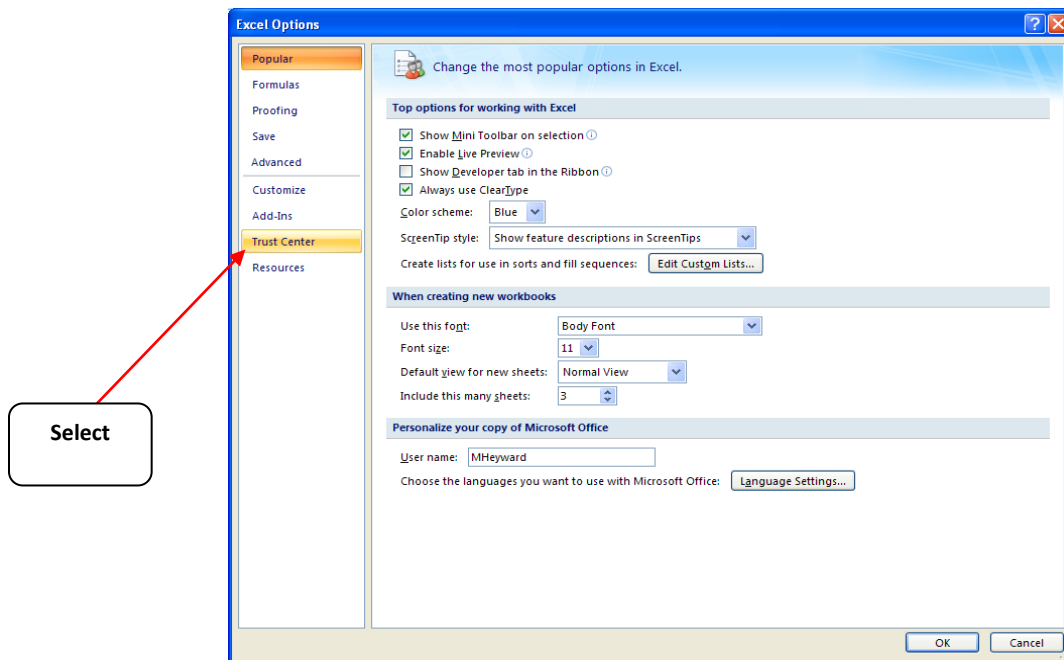 Excel Options
Popular
Formulas
Proofing
Save
Advanced
Customize
Add-Ins
Trust Center
Resources
Change the most popular options in Excel.
Top options for working with Excel
Show Mini Toolbar on selection
Enable Live Preview
Show Developer tab in the Ribbon
Always use ClearType
Color scheme: Blue
ScreenTip style: Show feature descriptions in ScreenTips
Create lists for use in sorts and fill sequences: Edit Custom Lists...
When creating new workbooks
Use this font: Body Font
Font size: 11
Default view for new sheets: Normal View
Include this many sheets: 3
Personalize your copy of Microsoft Office
User name: MHeyward
Choose the languages you want to use with Microsoft Office: Language Settings...
OK Cancel
Select